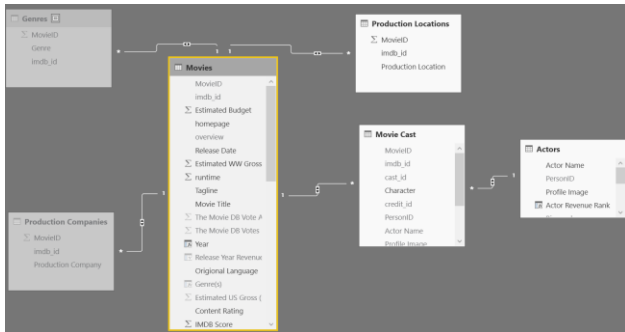 Genres
Σ MovieID
Genre
imdb_id
Production Locations
Σ MovieID
imdb_id
Production Location
Movies
MovieID
imdb_id
Σ Estimated Budget
homepage
overview
Release Date
Σ Estimated WW Gross
Σ runtime
Tagline
Movie Title
Σ The Movie DB Vote A
Σ The Movie DB Votes
Year
Release Year Revenue
Origional Language
Genre(s)
Σ Estimated US Gross (
Content Rating
Σ IMDB Score
Movie Cast
MovieID
imdb_id
cast_id
Character
credit_id
PersonID
Actor Name
Profile Image
Actors
Actor Name
PersonID
Profile Image
Actor Revenue Rank
Production Companies
Σ MovieID
imdb_id
Production Company